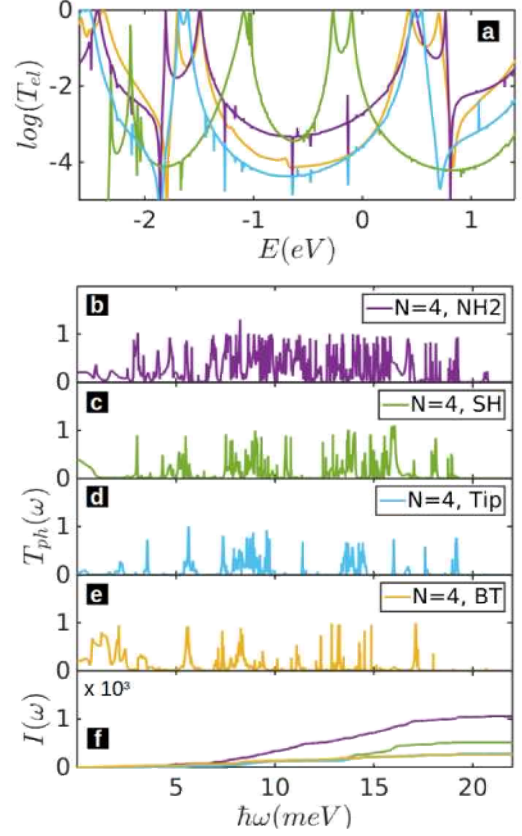 a
0
-2
-4
log(T_el)
-2 -1 0 1
E(eV)
b
N=4, NH2
1
0
c
N=4, SH
1
0
d
N=4, Tip
1
0
T_ph(ω)
e
N=4, BT
1
0
x 10³
f
1
0
I(ω)
5 10 15 20
ħω(meV)